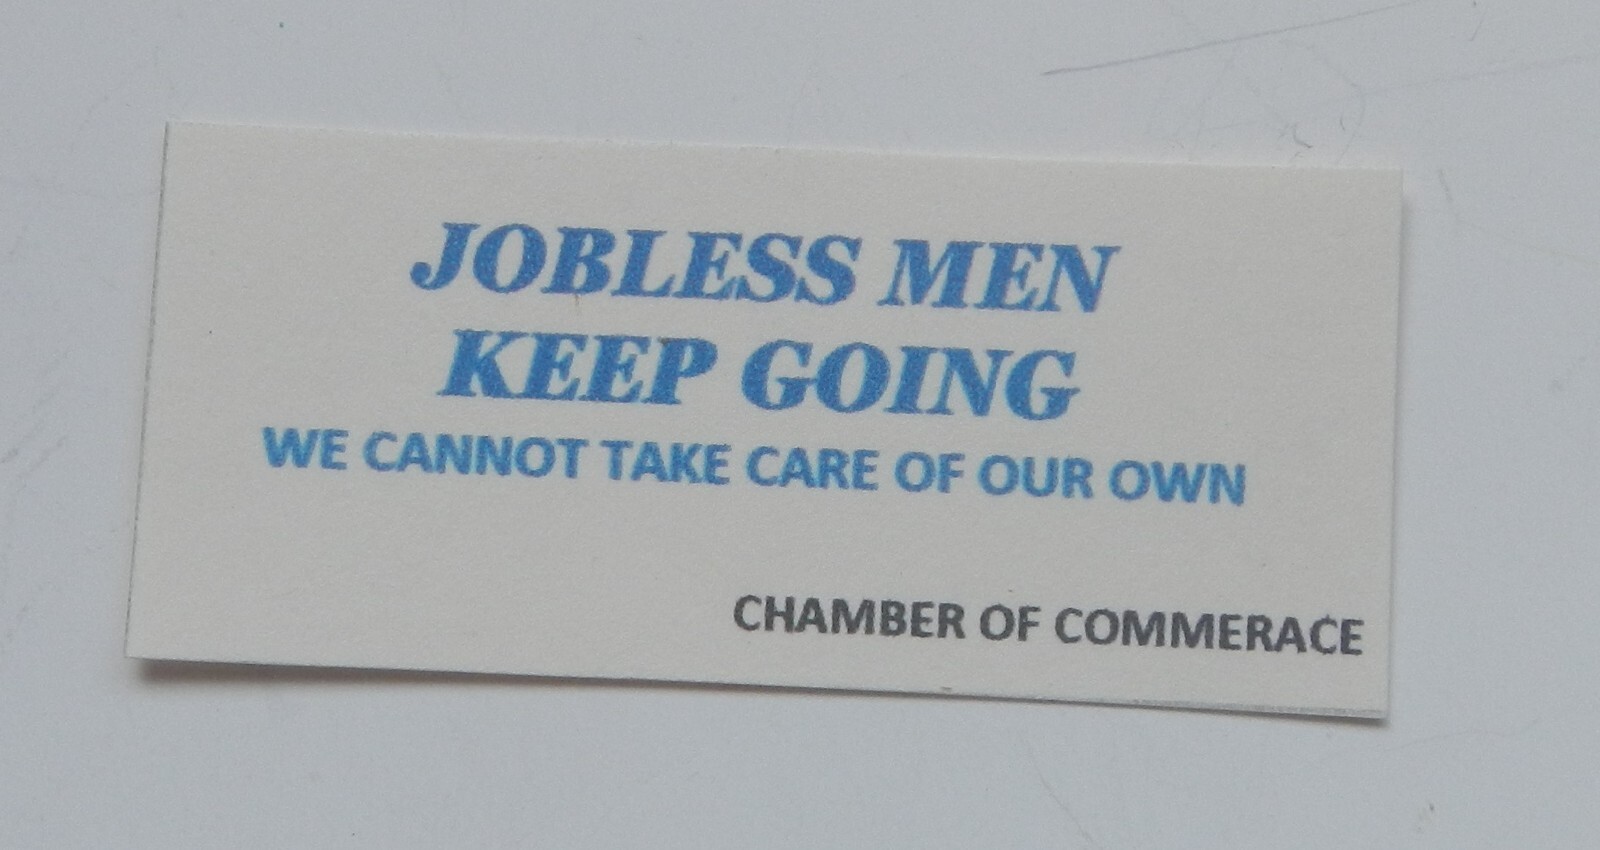 JOBLESS MEN
KEEP GOING
WE CANNOT TAKE CARE OF OUR OWN
CHAMBER OF COMMERACE